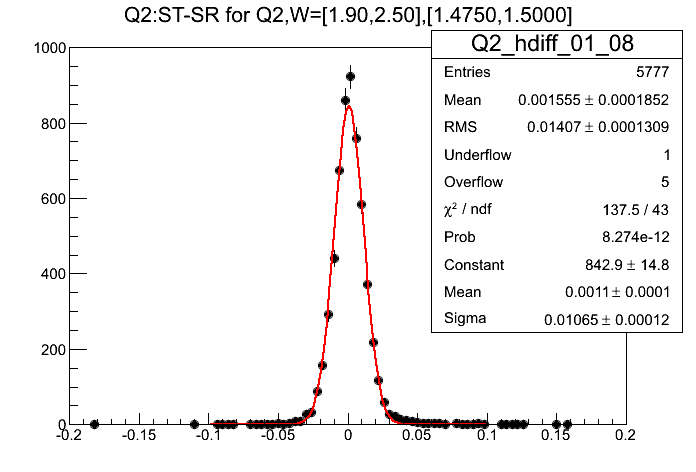 Q2:ST-SR for Q2,W=[1.90,2.50],[1.4750,1.5000]
Q2_hdiff_01_08
Entries 5777
Mean 0.001555 ± 0.0001852
RMS 0.01407 ± 0.0001309
Underflow 1
Overflow 5
χ² / ndf 137.5 / 43
Prob 8.274e-12
Constant 842.9 ± 14.8
Mean 0.0011 ± 0.0001
Sigma 0.01065 ± 0.00012
1000
800
600
400
200
0
-0.2 -0.15 -0.1 -0.05 0 0.05 0.1 0.15 0.2